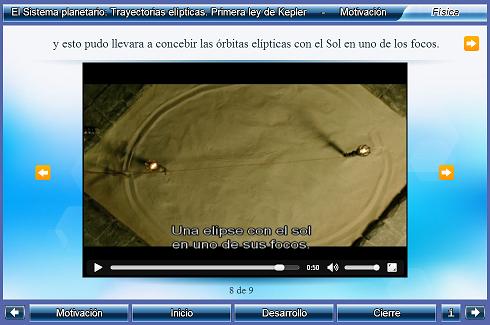 El Sistema planetario: Trayectorias elípticas. Primera ley de Kepler - Motivación Física
y esto pudo llevara a concebir las órbitas elípticas con el Sol en uno de los focos.
Una elipse con el sol
en uno de sus focos.
0:50
8 de 9
Motivación Inicio Desarrollo Cierre i